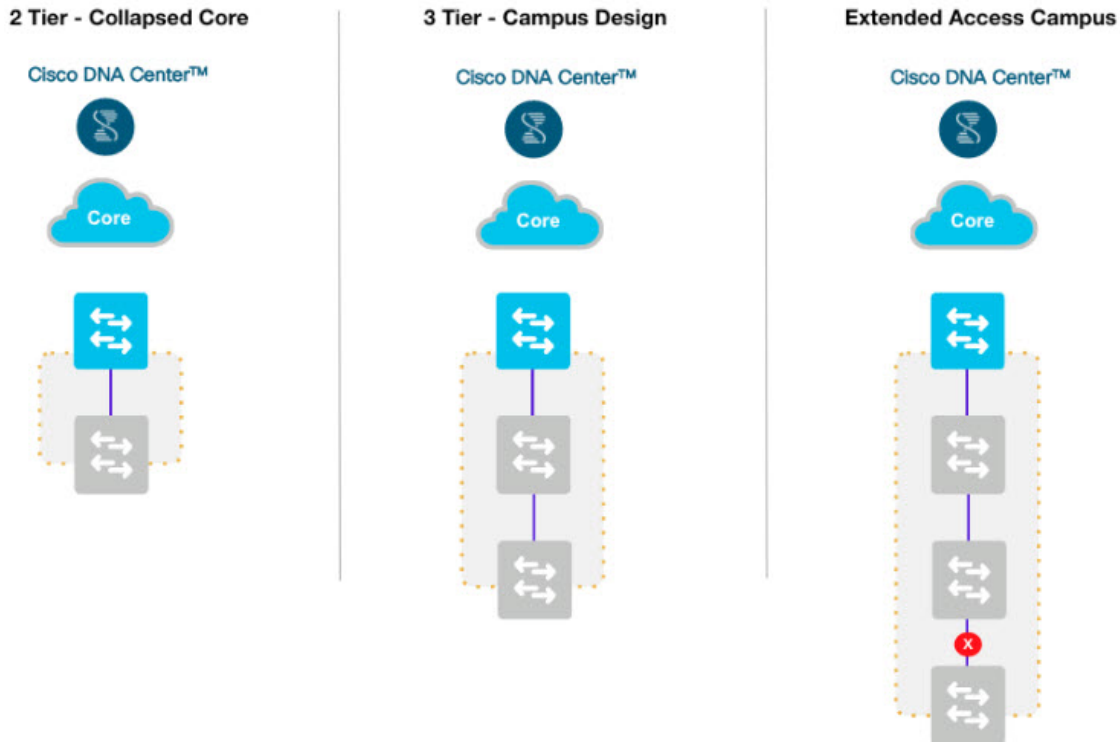 2 Tier - Collapsed Core
Cisco DNA Center™
Core
3 Tier - Campus Design
Cisco DNA Center™
Core
Extended Access Campus
Cisco DNA Center™
Core
X